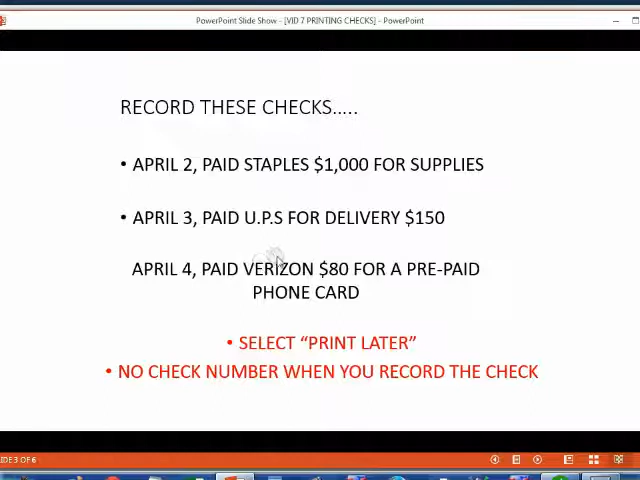 PowerPoint Slide Show - [VID 7 PRINTING CHECKS] - PowerPoint
RECORD THESE CHECKS.....
• APRIL 2, PAID STAPLES $1,000 FOR SUPPLIES
• APRIL 3, PAID U.P.S FOR DELIVERY $150
APRIL 4, PAID VERIZON $80 FOR A PRE-PAID
PHONE CARD
• SELECT “PRINT LATER”
• NO CHECK NUMBER WHEN YOU RECORD THE CHECK
LIDE 3 OF 6